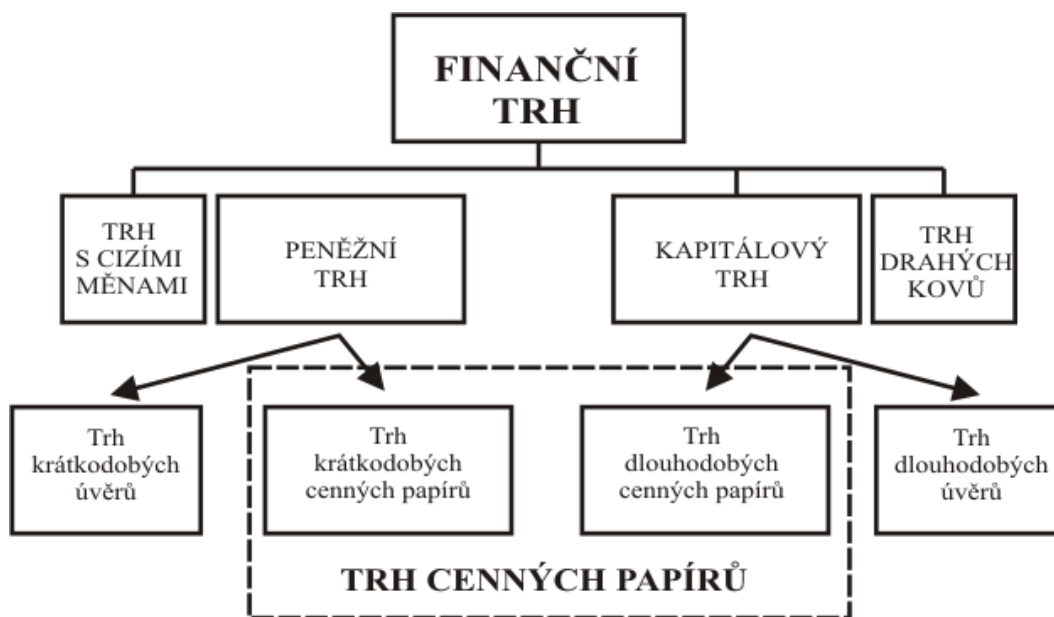 FINANČNÍ
TRH
TRH
S CIZÍMI
MĚNAMI
PENĚŽNÍ
TRH
KAPITÁLOVÝ
TRH
TRH
DRAHÝCH
KOVŮ
Trh
krátkodobých
úvěrů
Trh
krátkodobých
cenných papírů
Trh
dlouhodobých
cenných papírů
Trh
dlouhodobých
úvěrů
TRH CENNÝCH PAPÍRŮ